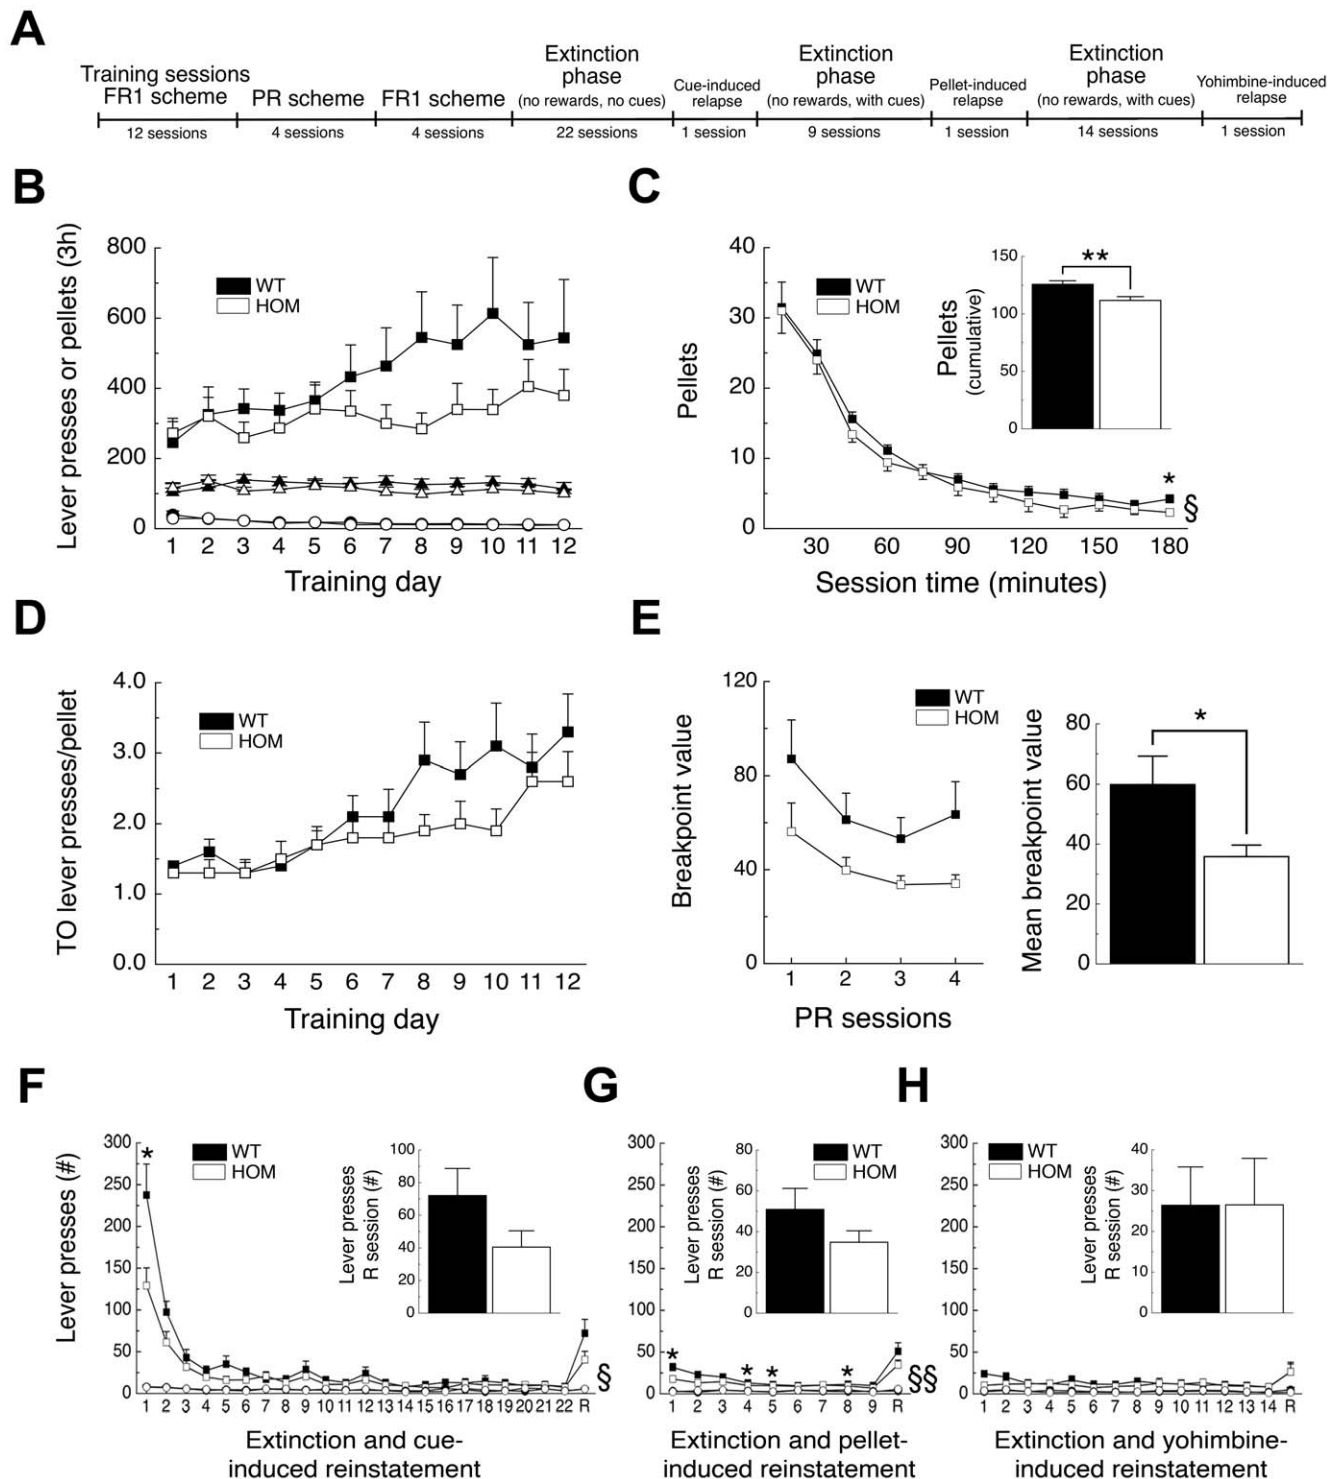 A
Training sessions
FR1 scheme
12 sessions
PR scheme
4 sessions
FR1 scheme
4 sessions
Extinction
phase
(no rewards, no cues)
22 sessions
Cue-induced
relapse
1 session
Extinction
phase
(no rewards, with cues)
9 sessions
Pellet-induced
relapse
1 session
Extinction
phase
(no rewards, with cues)
14 sessions
Yohimbine-induced
relapse
1 session
B
Lever presses or pellets (3h)
800
600
400
200
0
WT
HOM
1 2 3 4 5 6 7 8 9 10 11 12
Training day
C
Pellets
40
30
20
10
0
WT
HOM
Pellets
(cumulative)
150
100
50
0
**
*
§
30 60 90 120 150 180
Session time (minutes)
D
TO lever presses/pellet
4.0
3.0
2.0
1.0
0.0
WT
HOM
1 2 3 4 5 6 7 8 9 10 11 12
Training day
E
Breakpoint value
120
80
40
0
WT
HOM
1 2 3 4
PR sessions
Mean breakpoint value
80
60
40
20
0
*
F
Lever presses (#)
300
250
200
150
100
50
0
*
WT
HOM
Lever presses
R session (#)
100
80
60
40
20
0
§
1 2 3 4 5 6 7 8 9 10 11 12 13 14 15 16 17 18 19 20 21 22 R
Extinction and cue-
induced reinstatement
G
300
250
200
150
100
50
0
WT
HOM
Lever presses
R session (#)
80
60
40
20
0
* * * *
§§
1 2 3 4 5 6 7 8 9 R
Extinction and pellet-
induced reinstatement
H
300
250
200
150
100
50
0
WT
HOM
Lever presses
R session (#)
40
30
20
10
0
1 2 3 4 5 6 7 8 9 10 11 12 13 14 R
Extinction and yohimbine-
induced reinstatement